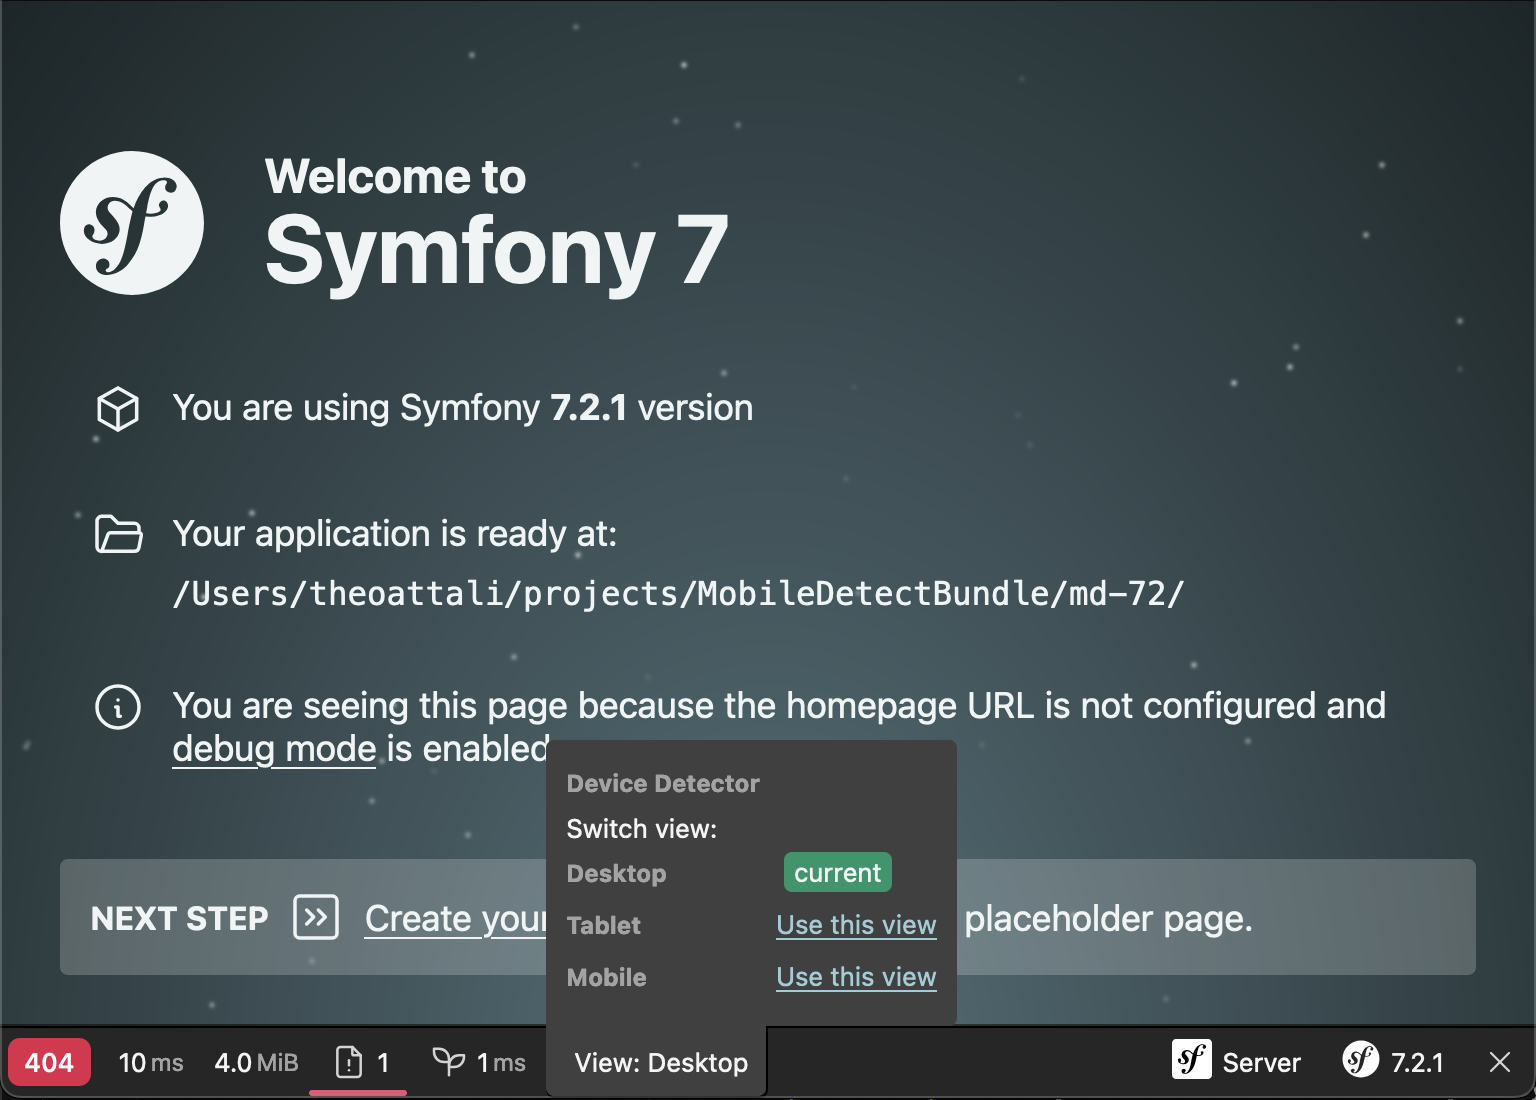 Welcome to
Symfony 7
You are using Symfony 7.2.1 version
Your application is ready at:
/Users/theoattali/projects/MobileDetectBundle/md-72/
You are seeing this page because the homepage URL is not configured and
debug mode is enabled
Device Detector
Switch view:
Desktop current
Tablet Use this view
Mobile Use this view
NEXT STEP Create your placeholder page.
404 10 ms 4.0 MiB 1 1 ms View: Desktop Server 7.2.1